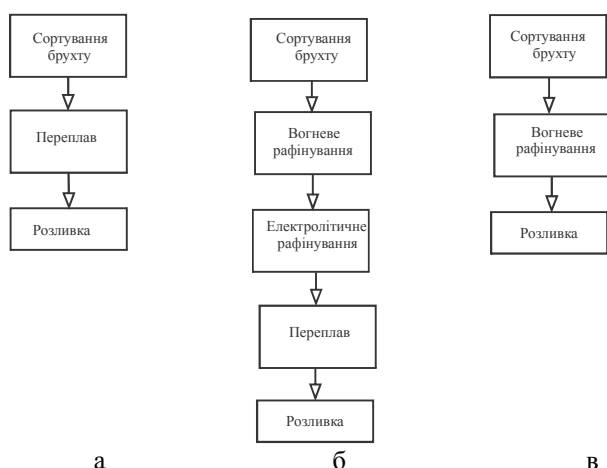 Сортування
брухту
Переплав
Розливка
а
Сортування
брухту
Вогневе
рафінування
Електролітичне
рафінування
Переплав
Розливка
б
Сортування
брухту
Вогневе
рафінування
Розливка
в